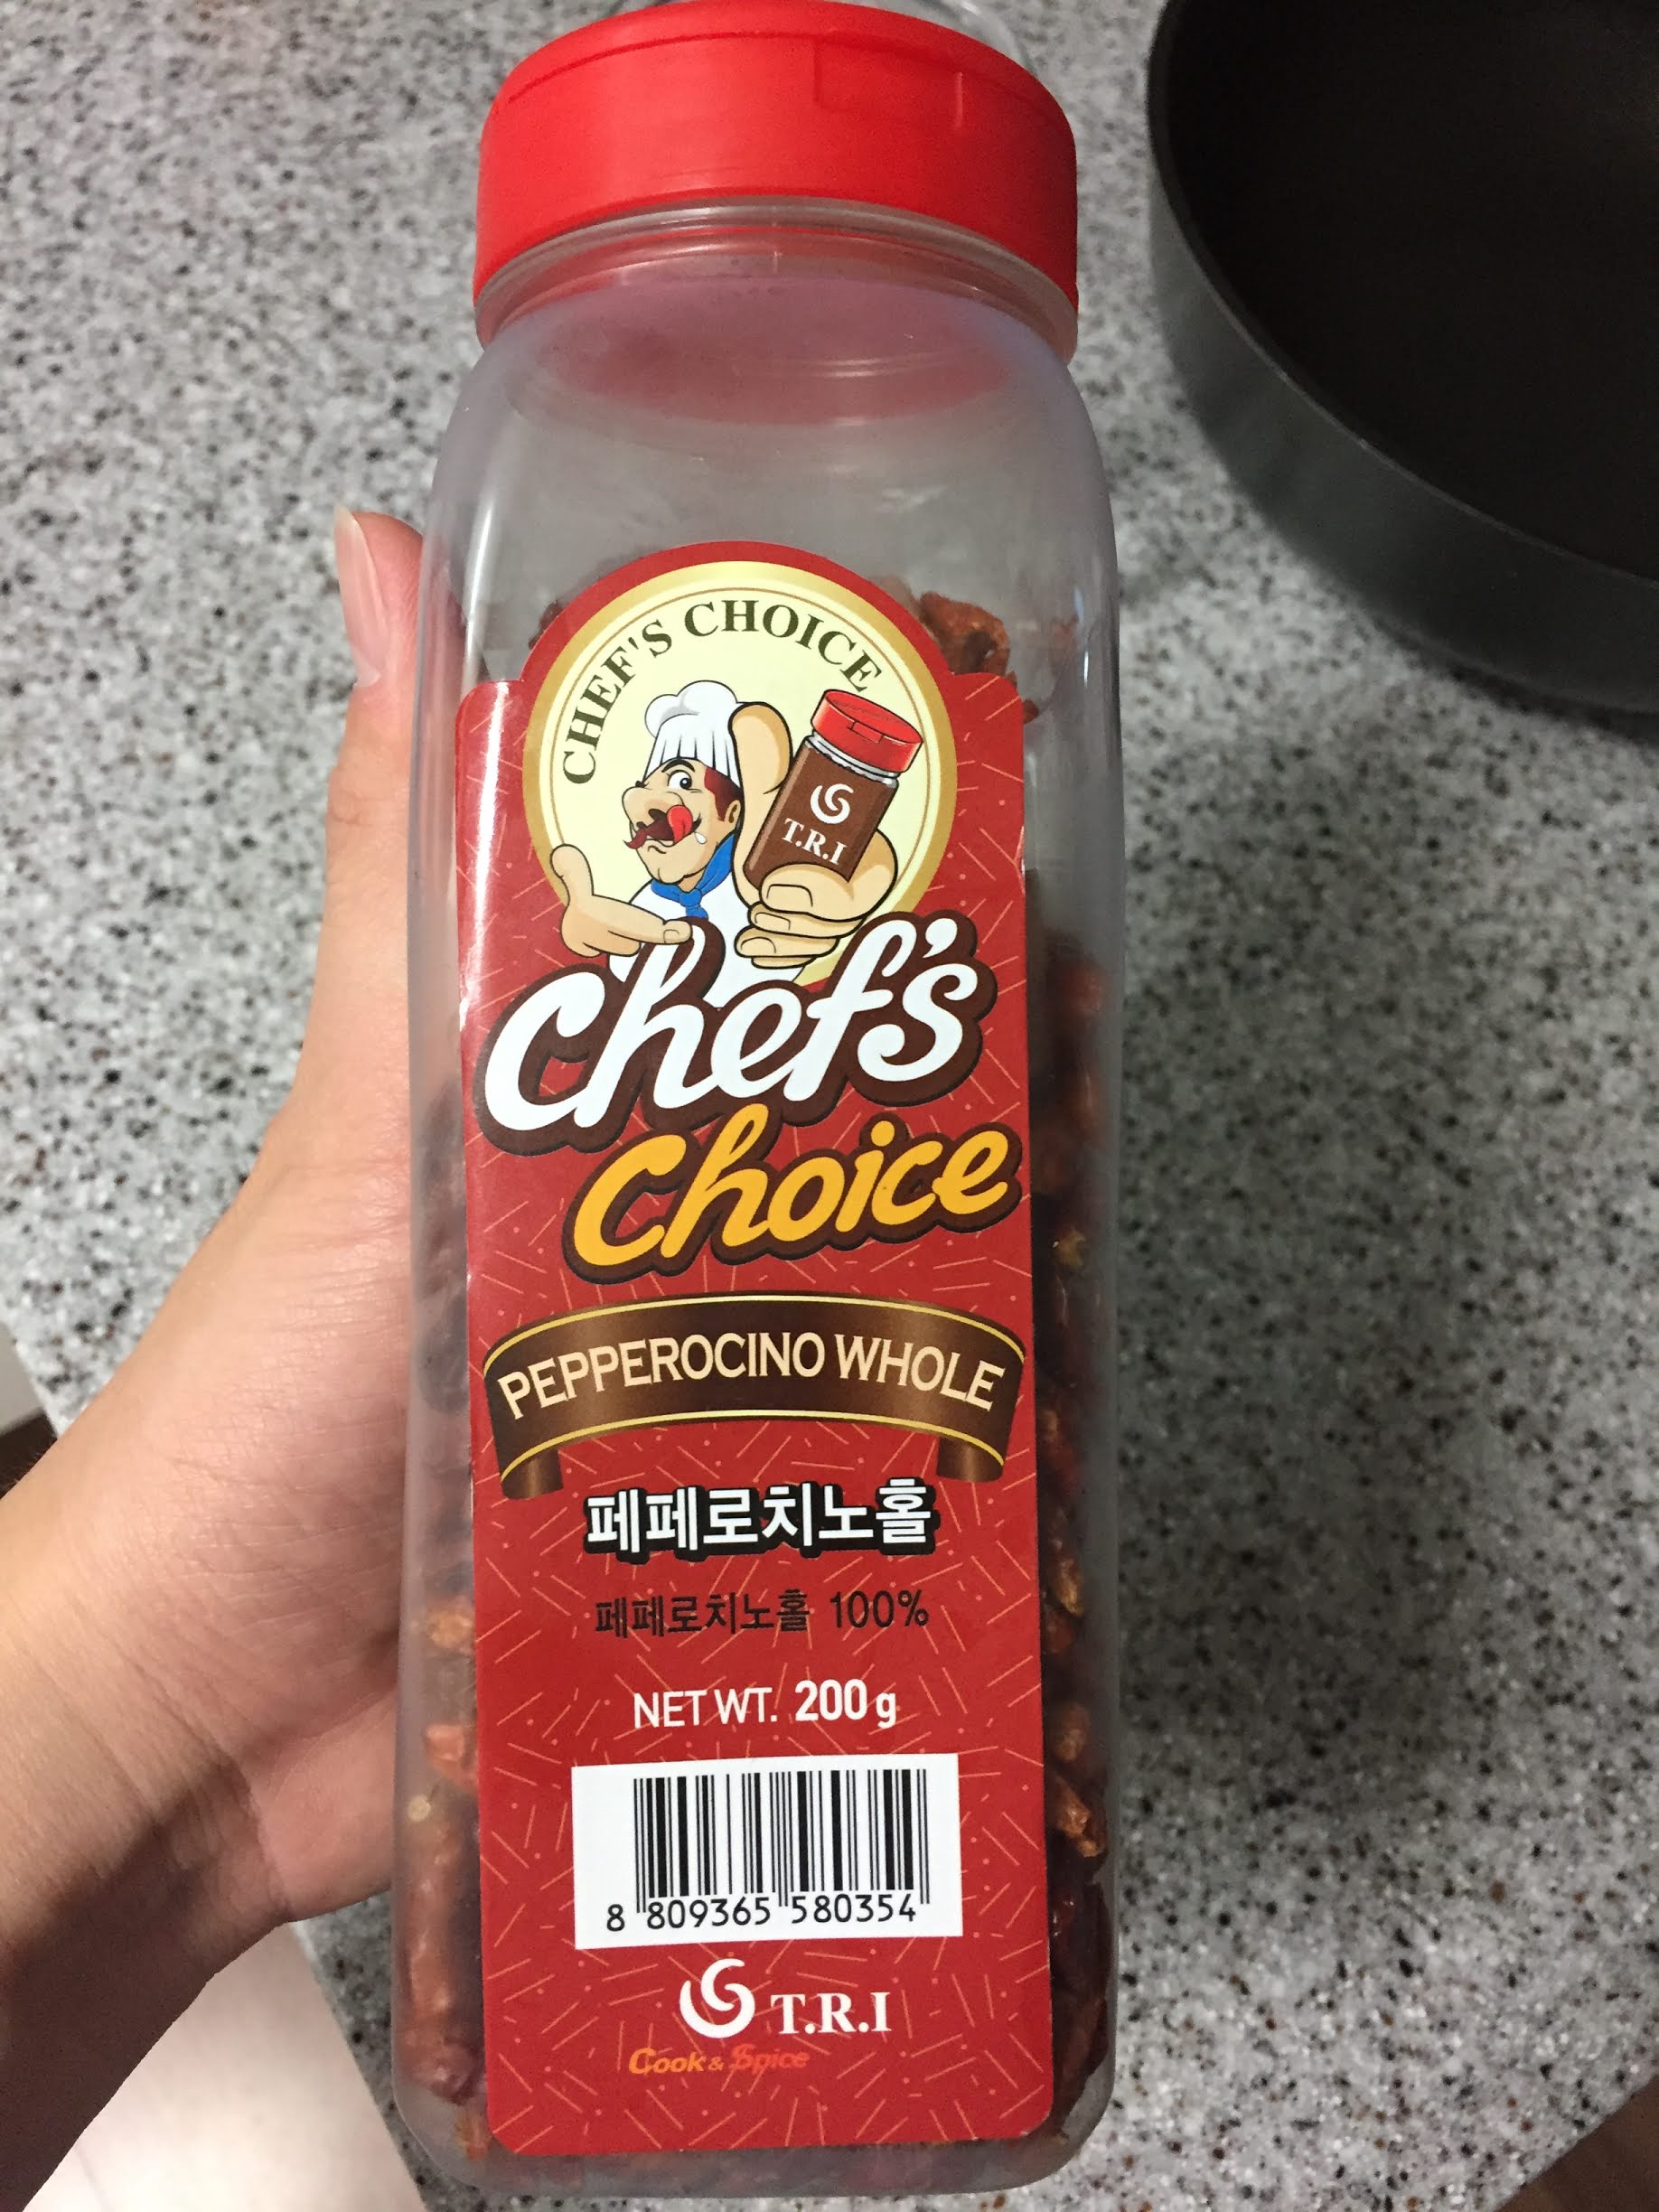 CHEF'S CHOICE
T.R.I
Chef's
Choice
PEPPEROCINO WHOLE
페페로치노홀
페페로치노홀 100%
NET WT. 200 g
8 809365 580354
T.R.I
Cook & Spice